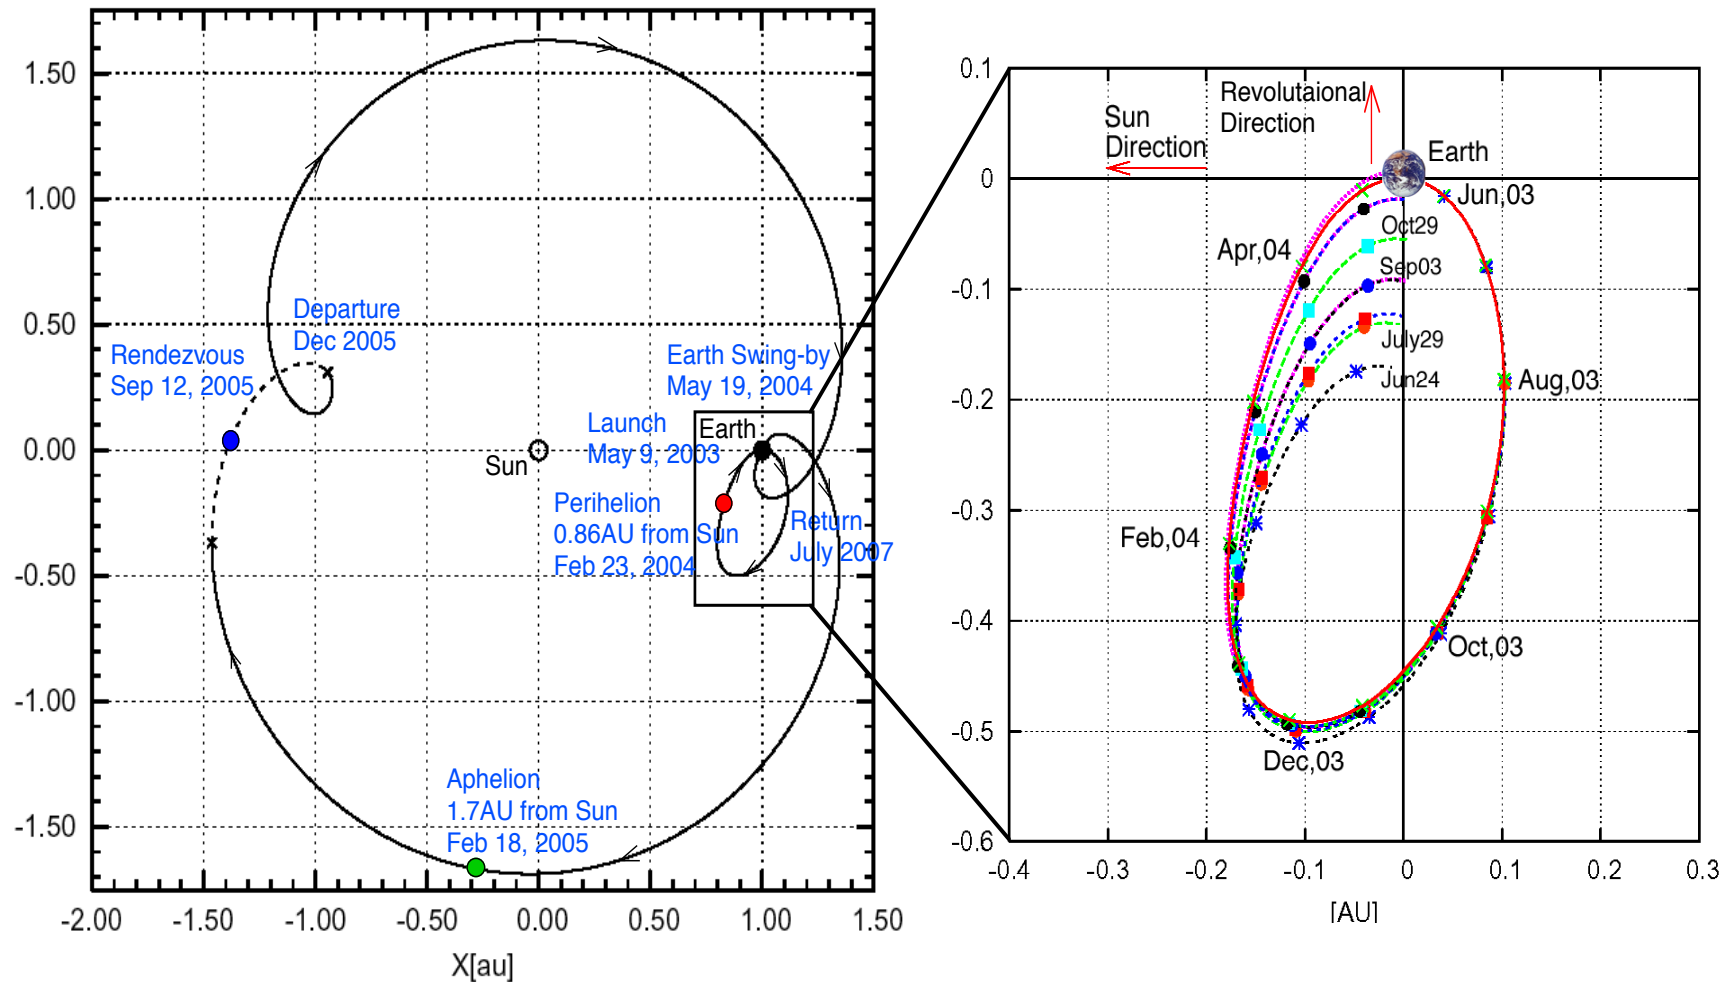 1.50
1.00
0.50
0.00
-0.50
-1.00
-1.50
-2.00
-1.50
-1.00
-0.50
0.00
0.50
1.00
1.50
X[au]
Departure
Dec 2005
Rendezvous
Sep 12, 2005
Earth Swing-by
May 19, 2004
Launch
May 9, 2003
Earth
Sun
Perihelion
0.86AU from Sun
Feb 23, 2004
Return
July 2007
Aphelion
1.7AU from Sun
Feb 18, 2005
0.1
0
-0.1
-0.2
-0.3
-0.4
-0.5
-0.6
-0.4
-0.3
-0.2
-0.1
0
0.1
0.2
0.3
[AU]
Sun
Direction
Revolutaional
Direction
Earth
Jun,03
Oct29
Apr,04
Sep03
July29
Jun24
Aug,03
Feb,04
Oct,03
Dec,03